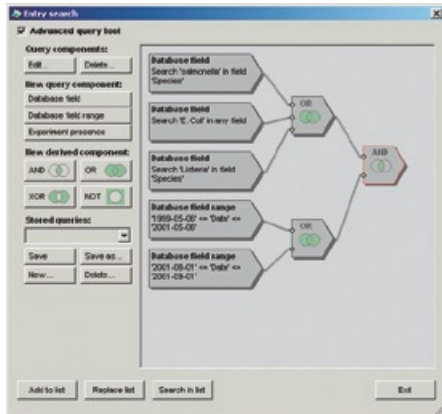 Entry search
Advanced query tool
Query components:
Edit... Delete...
New query component:
Database field
Database field range
Experiment presence
New derived component:
AND OR
XOR NOT
Stored queries:
Save Save as...
New... Delete...
Database field
Search 'salmonella' in field
'Species'
Database field
Search 'E. Coli' in any field
Database field
Search 'Listeria' in field
'Species'
Database field range
'1999-05-06' <= 'Date' <=
'2001-05-06'
Database field range
'2001-08-01' <= 'Date' <=
'2001-09-01'
OR
OR
AND
Add to list Replace list Search in list Exit